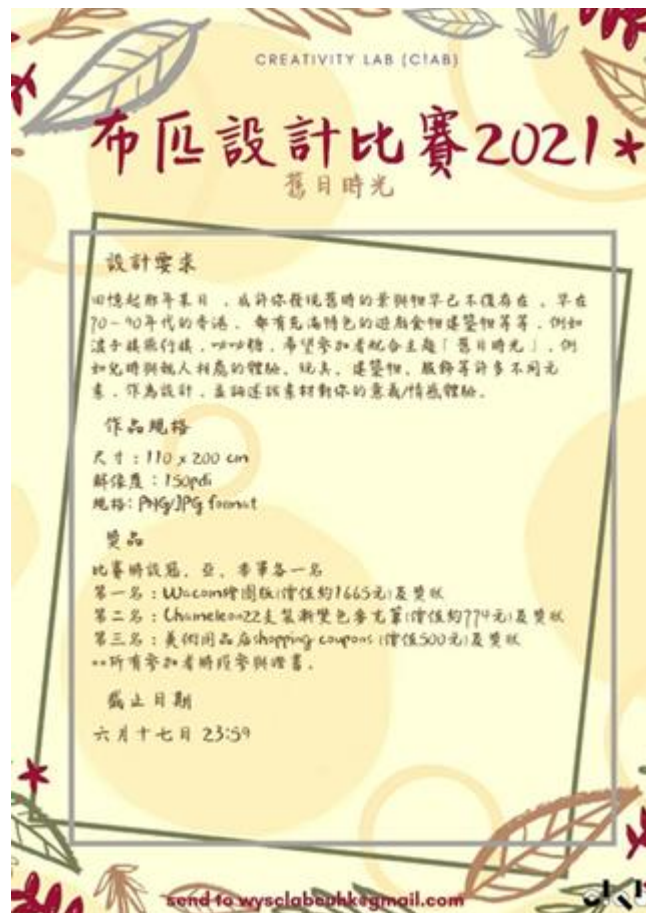 CREATIVITY LAB (C!AB)
布匹設計比賽2021
舊日時光
設計要求
回憶起那年某日，或許你發現舊時的景與物早已不復存在，早在
70-90年代的香港，都有充滿特色的遊戲食物建築物等等，例如
波子棋飛行棋，咖咖糖，希望參加者配合主題「舊日時光」，例
如兒時與親人相處的體驗、玩具、建築物、服飾等許多不同元
素，作為設計，並論述該素材對你的意義/情感體驗。
作品規格
尺寸：110 x 200 cm
解像度：150pdi
規格：PNG/JPG format
獎品
比賽將設冠、亞、季軍各一名
第一名：Wacom繪圖板(價值約1665元)及獎狀
第二名：Chameleon22支裝漸變色麥克筆(價值約774元)及獎狀
第三名：美術用品店shopping coupons (價值500元)及獎狀
**所有參加者將獲參與證書。
截止日期
六月十七日 23:59
send to wysclabcuhk@gmail.com